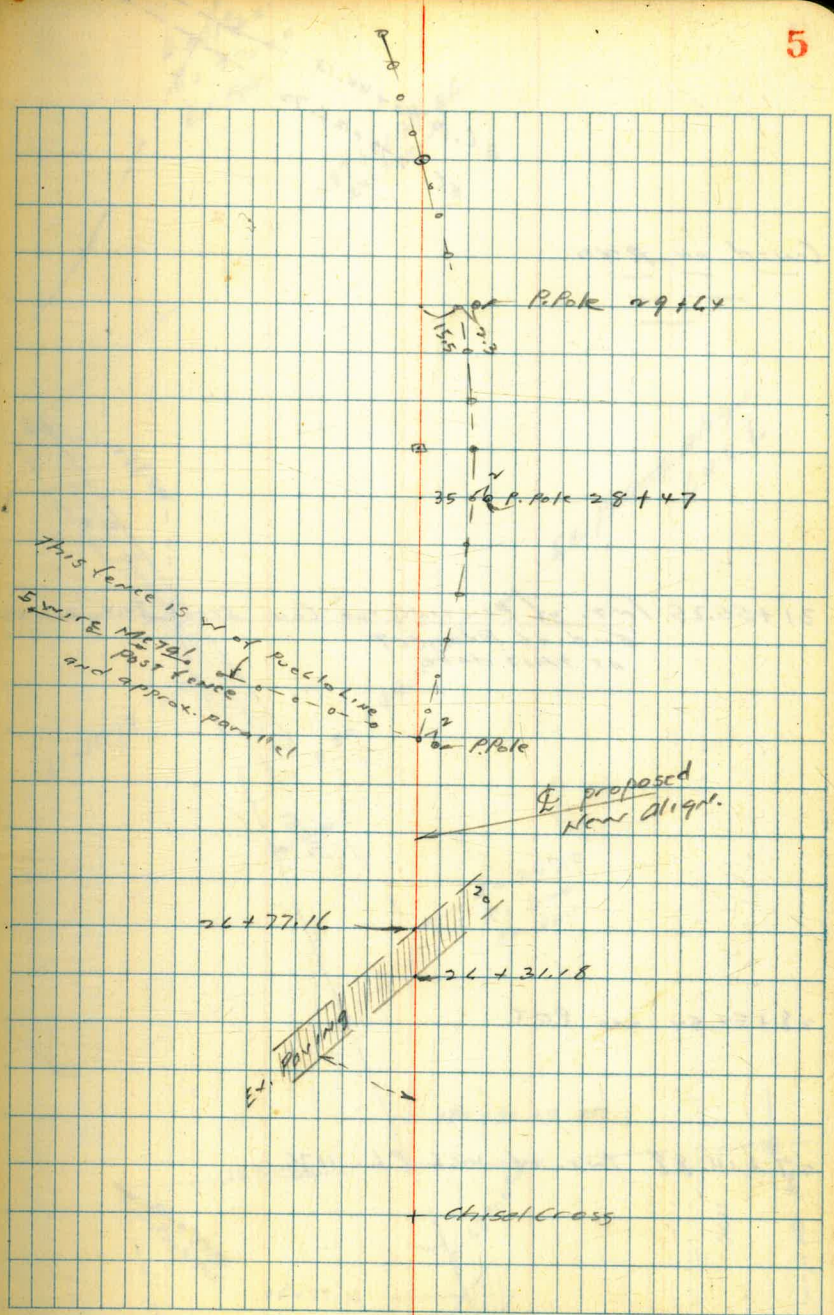 5
P.Pole 29+64
15.5 2.3
2
35 P. Pole 28+47
This fence is W of Pueblo Line
5 wire Metal
post fence
and approx. parallel
2
P.Pole
℄ proposed
New Align.
20
26+77.16
26+31.18
Ex. Paving
Chisel Cross